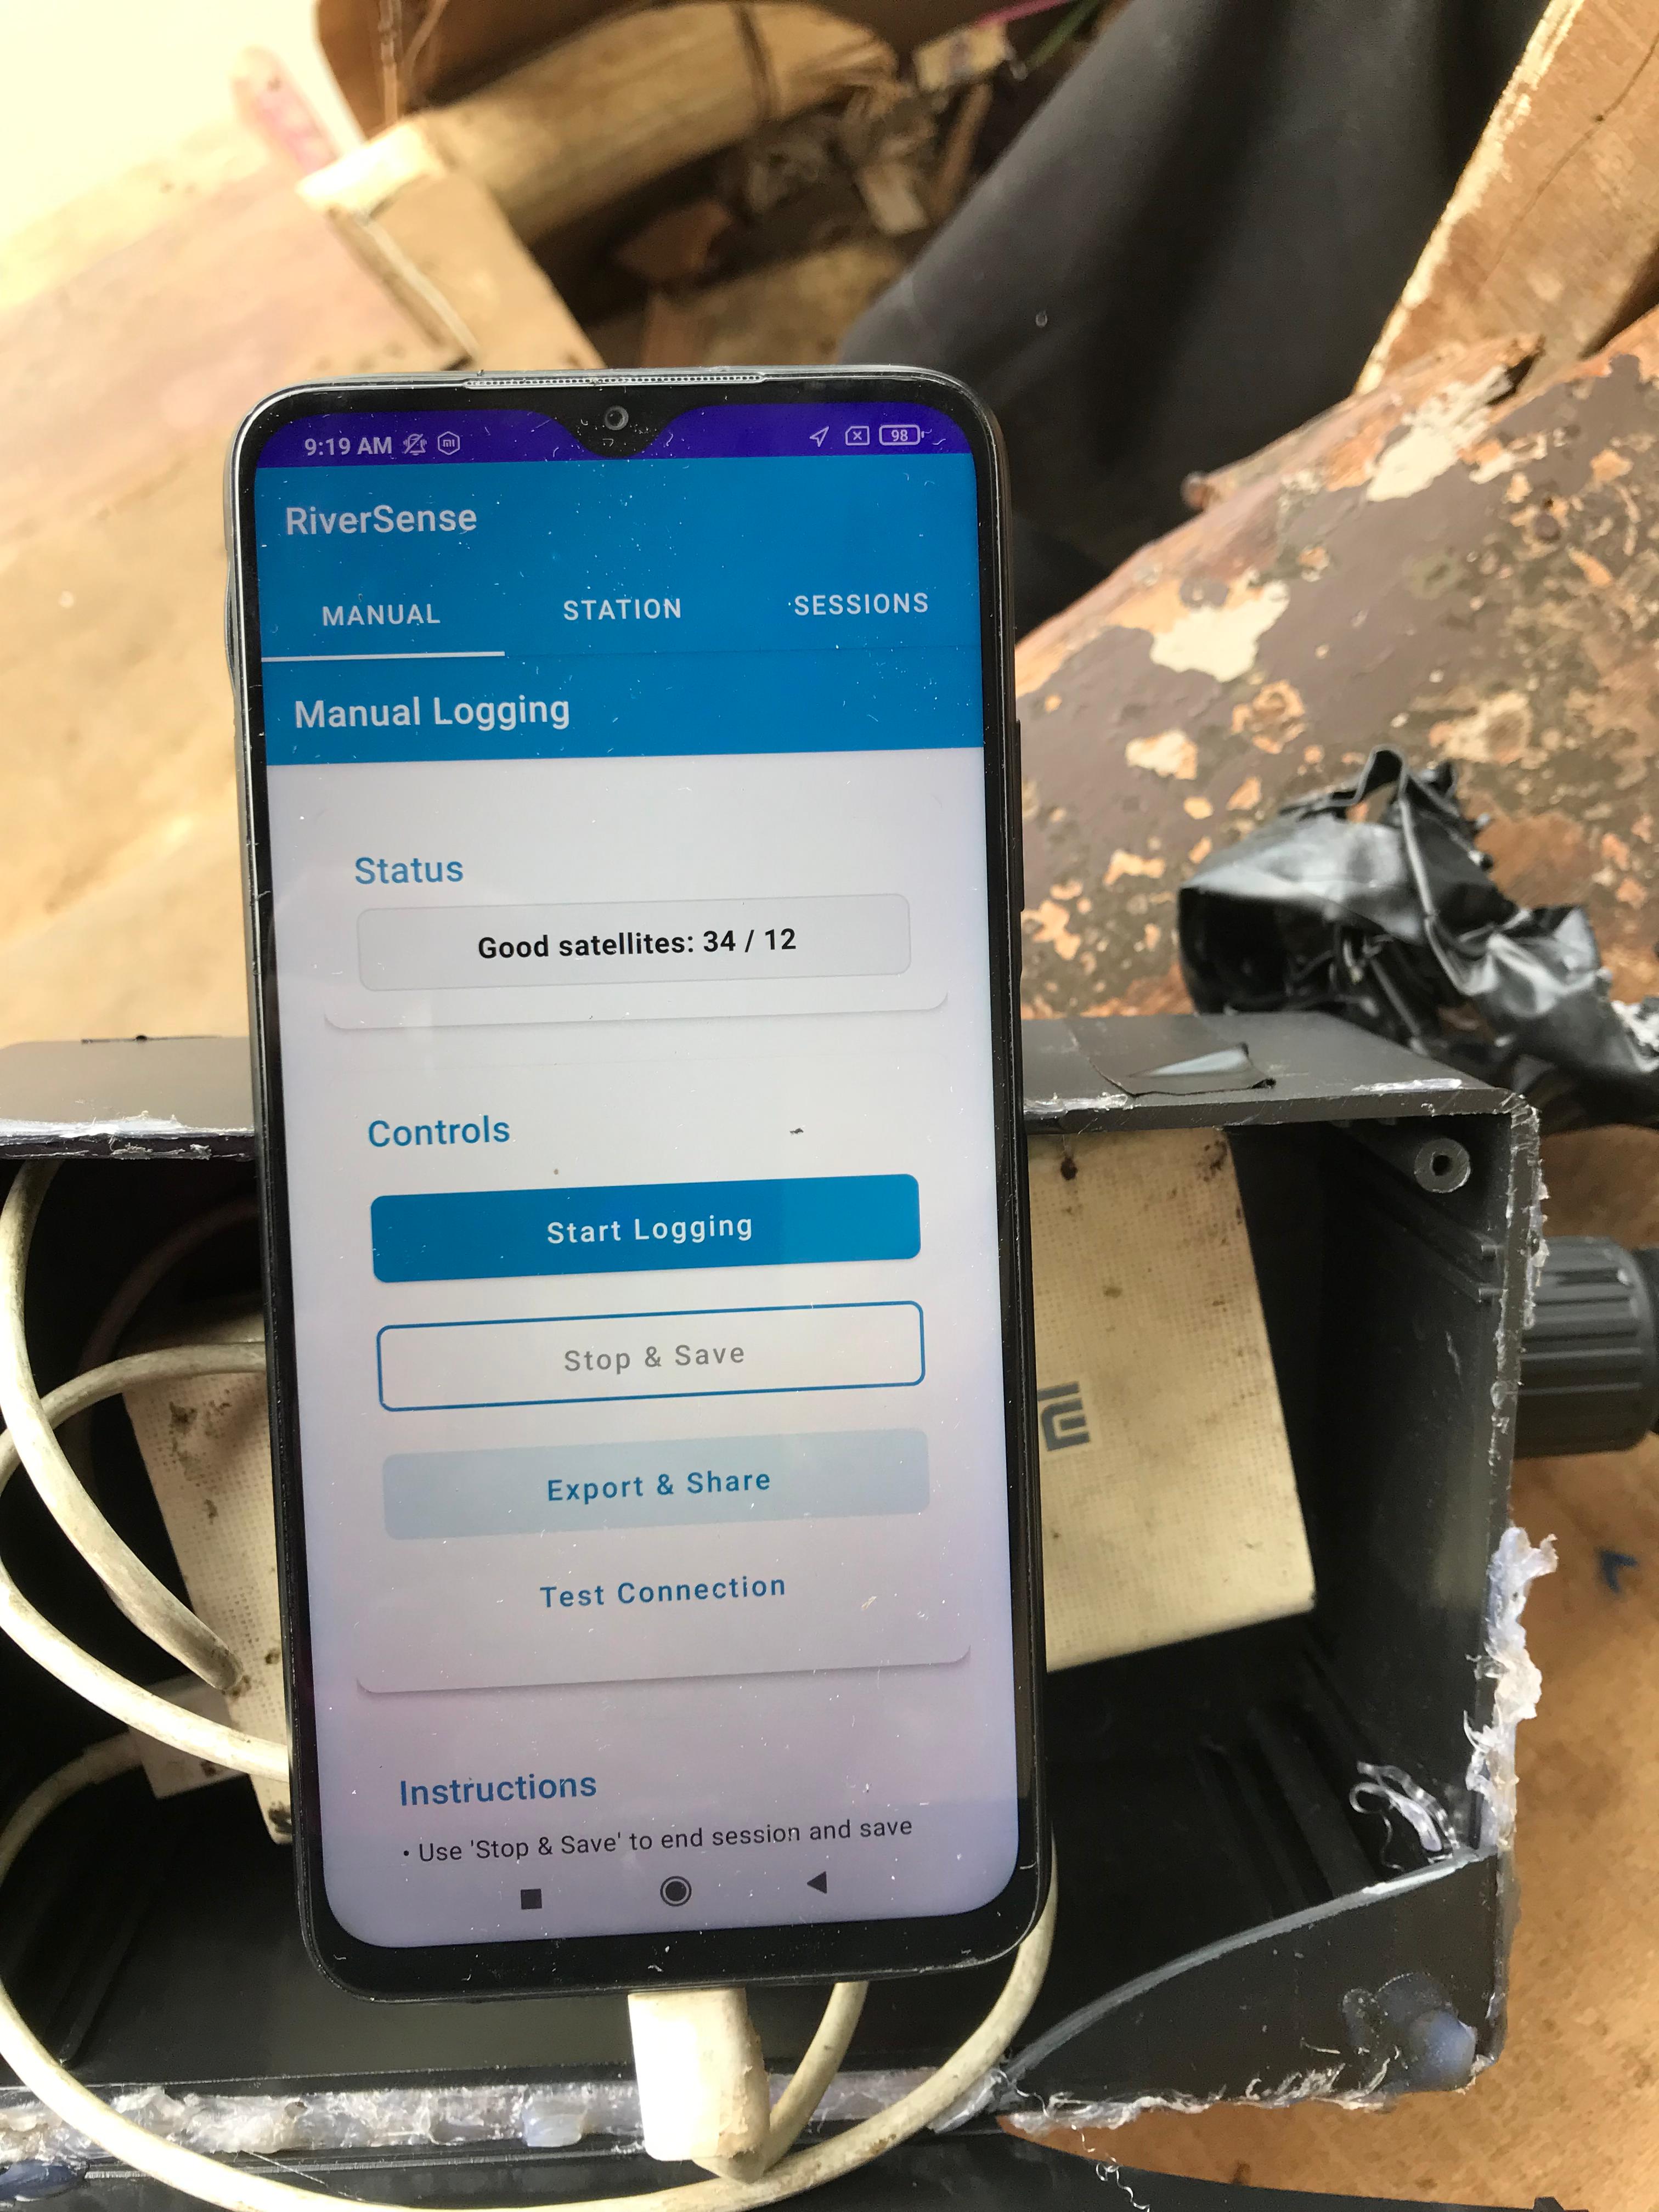 9:19 AM
98
RiverSense
MANUAL STATION SESSIONS
Manual Logging
Status
Good satellites: 34 / 12
Controls
Start Logging
Stop & Save
Export & Share
Test Connection
Instructions
• Use 'Stop & Save' to end session and save